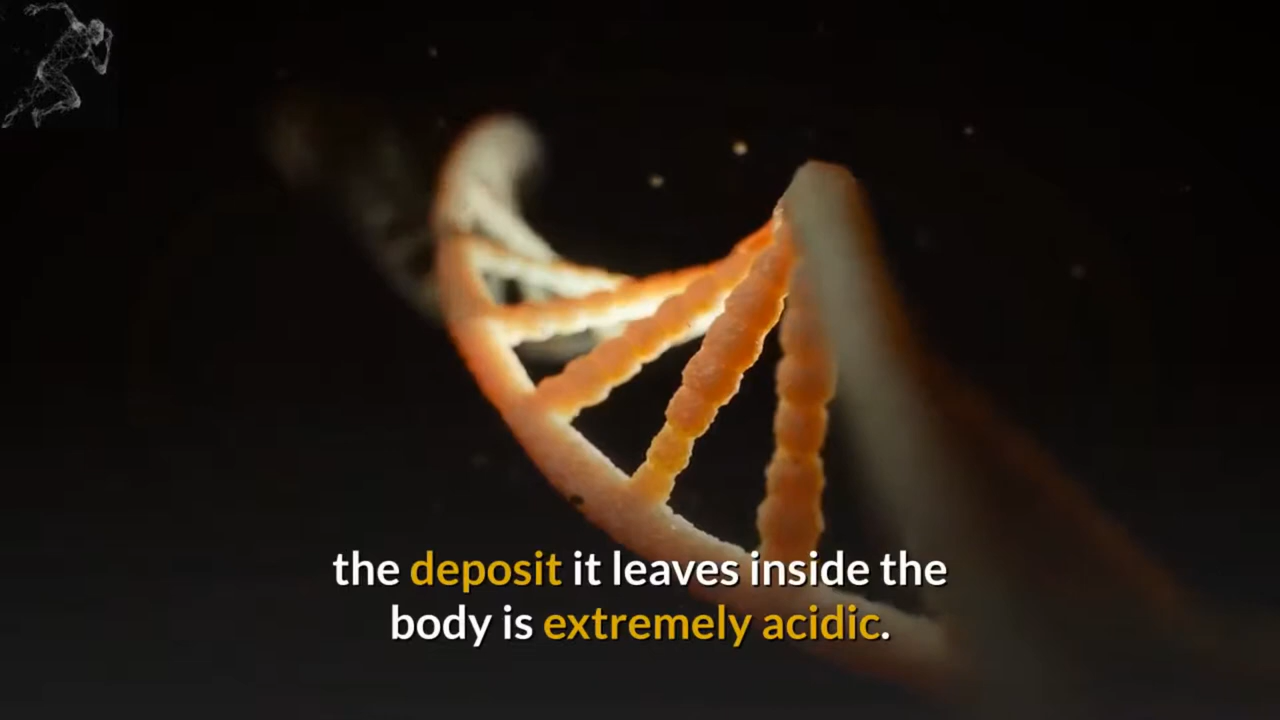 the deposit it leaves inside the
body is extremely acidic.